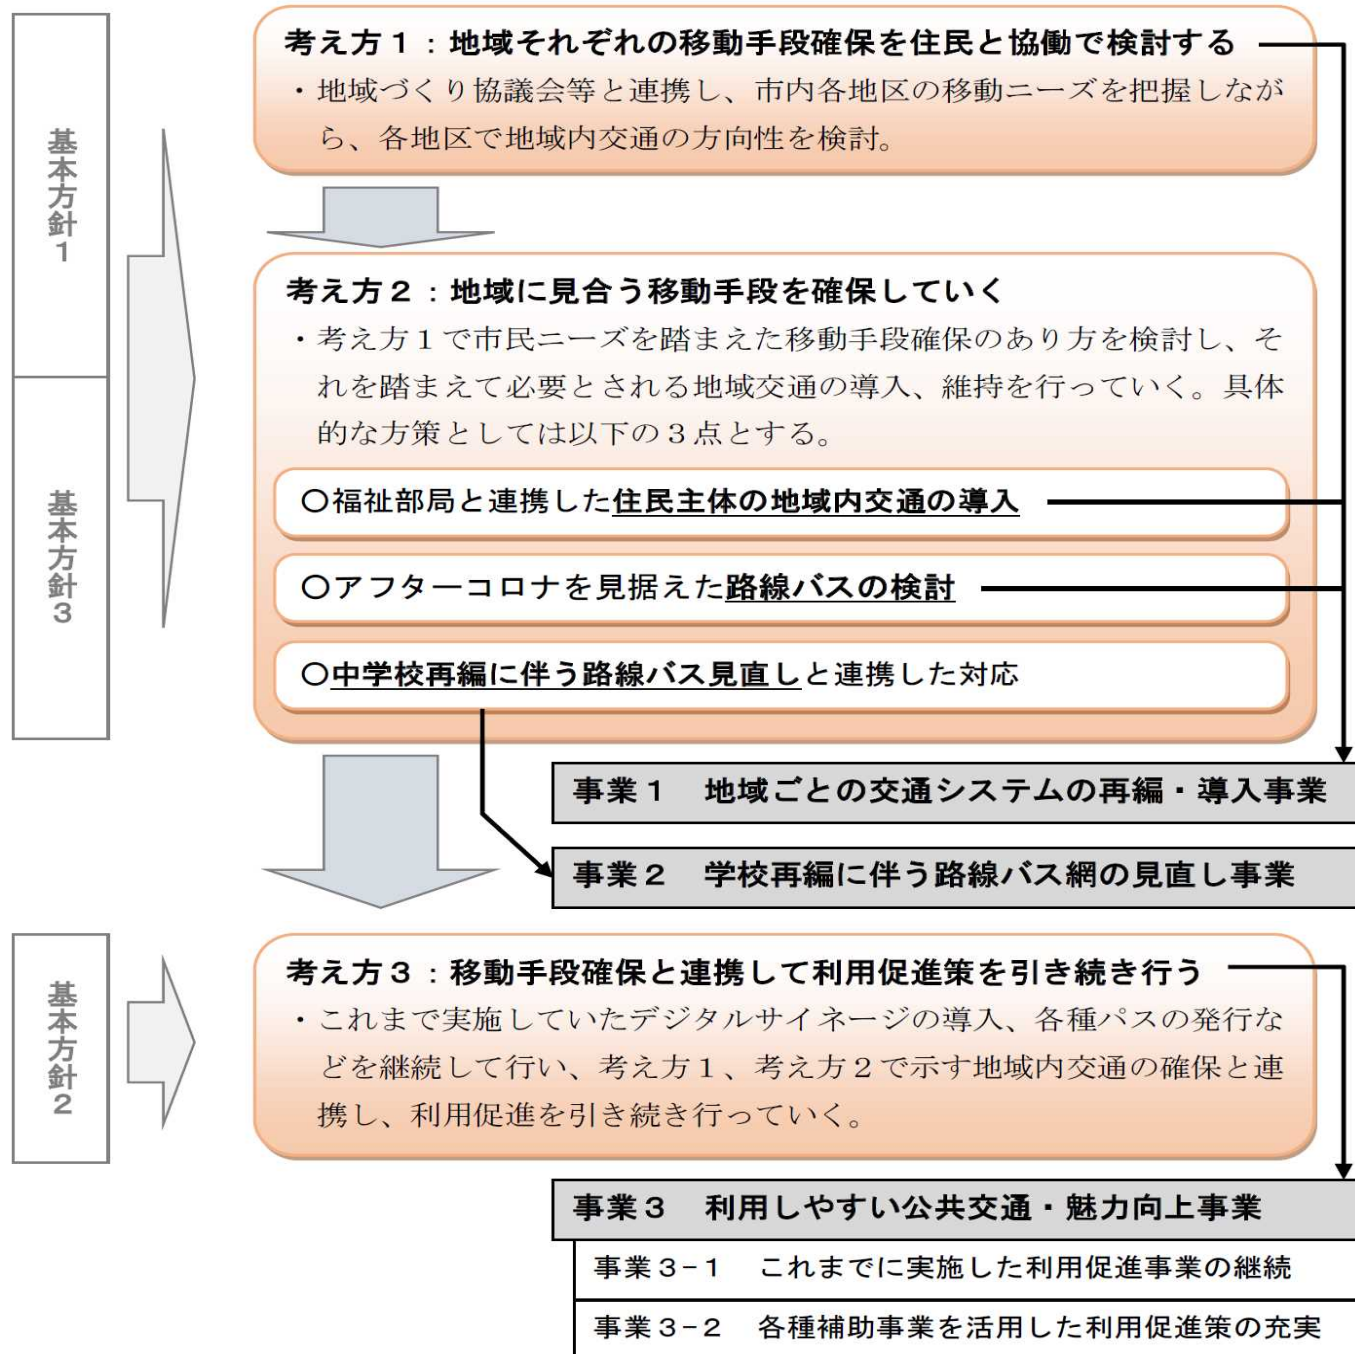 基本方針1
考え方1：地域それぞれの移動手段確保を住民と協働で検討する
・地域づくり協議会等と連携し、市内各地区の移動ニーズを把握しなが
ら、各地区で地域内交通の方向性を検討。
基本方針3
考え方2：地域に見合う移動手段を確保していく
・考え方1で市民ニーズを踏まえた移動手段確保のあり方を検討し、そ
れを踏まえて必要とされる地域交通の導入、維持を行っていく。具体
的な方策としては以下の3点とする。
○福祉部局と連携した住民主体の地域内交通の導入
○アフターコロナを見据えた路線バスの検討
○中学校再編に伴う路線バス見直しと連携した対応
事業1　地域ごとの交通システムの再編・導入事業
事業2　学校再編に伴う路線バス網の見直し事業
基本方針2
考え方3：移動手段確保と連携して利用促進策を引き続き行う
・これまで実施していたデジタルサイネージの導入、各種パスの発行な
どを継続して行い、考え方1、考え方2で示す地域内交通の確保と連
携し、利用促進を引き続き行っていく。
事業3　利用しやすい公共交通・魅力向上事業
事業3-1　これまでに実施した利用促進事業の継続
事業3-2　各種補助事業を活用した利用促進策の充実